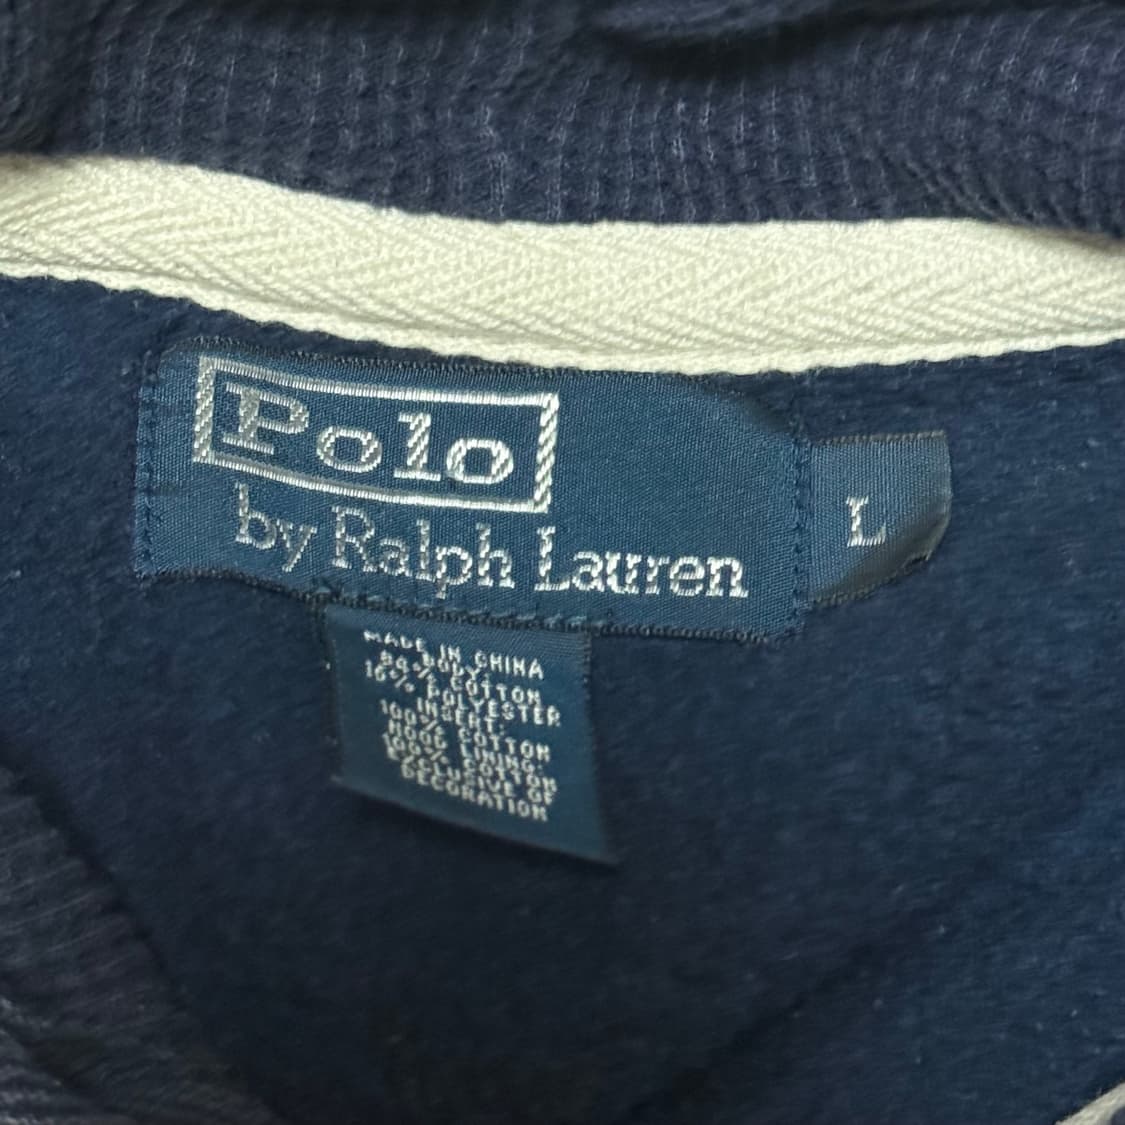 Polo
by Ralph Lauren
L
MADE IN CHINA
BODY:
84% COTTON
16% POLYESTER
INSERT:
100% COTTON
HOOD LINING:
100% COTTON
EXCLUSIVE OF
DECORATION